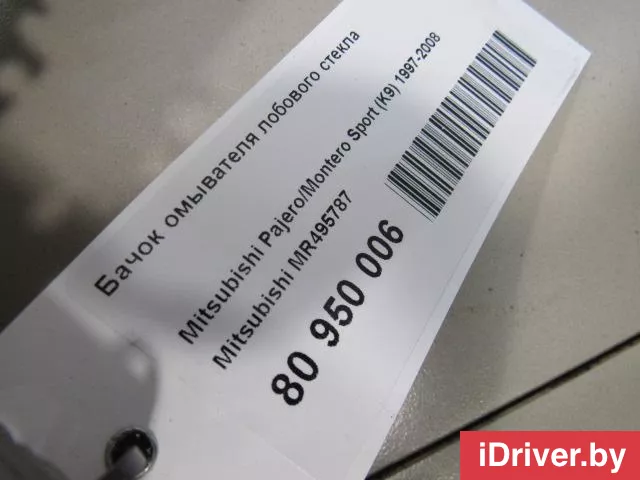 Бачок омывателя лобового стекла
Mitsubishi Pajero/Montero Sport (K9) 1997-2008
Mitsubishi MR495787
80 950 006
iDriver.by